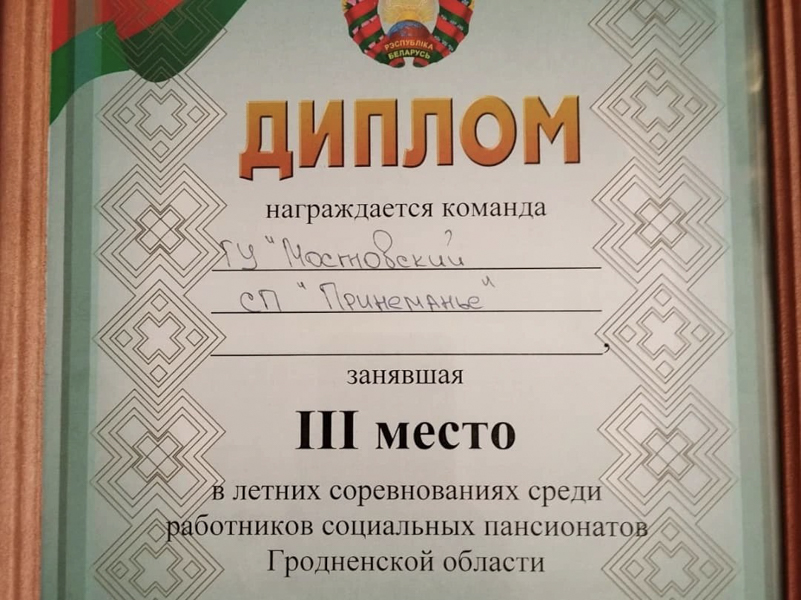 РЭСПУБЛІКА
БЕЛАРУСЬ
ДИПЛОМ
награждается команда
ГУ "Мостовский
СП "Принеманье"
,
занявшая
III место
в летних соревнованиях среди
работников социальных пансионатов
Гродненской области